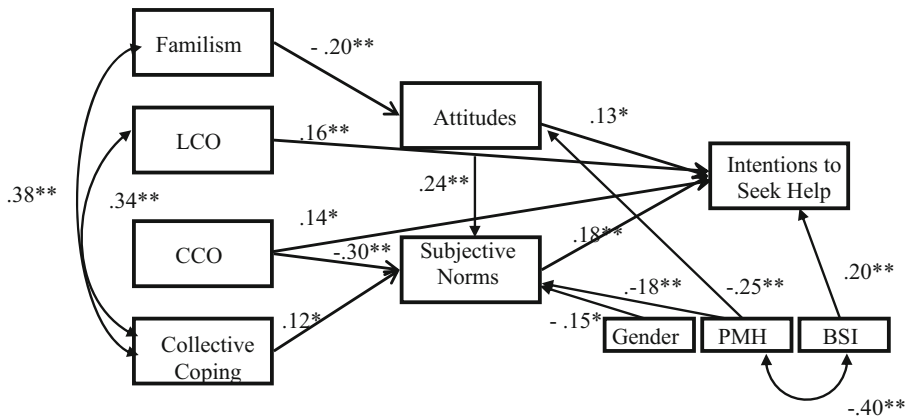 Familism
- .20**
Attitudes
.13*
LCO
.16**
Intentions to
Seek Help
.38**
.34**
.24**
.14*
CCO
-.30**
Subjective
Norms
.18**
.12*
.-18**
-.25**
.20**
- .15*
Gender
PMH
BSI
Collective
Coping
-.40**